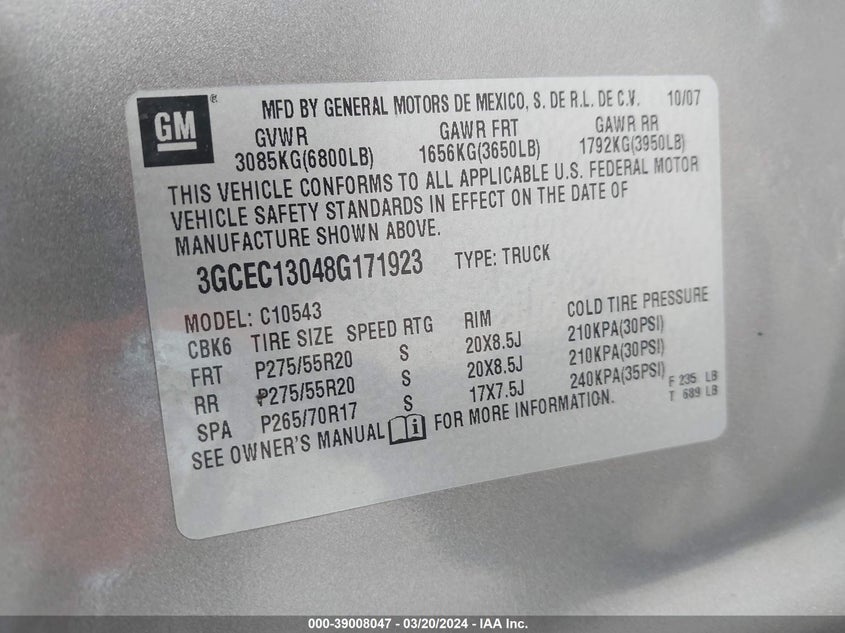 GM ®
MFD BY GENERAL MOTORS DE MEXICO, S. DE R.L. DE C.V. 10/07
GVWR GAWR FRT GAWR RR
3085KG(6800LB) 1656KG(3650LB) 1792KG(3950LB)
THIS VEHICLE CONFORMS TO ALL APPLICABLE U.S. FEDERAL MOTOR
VEHICLE SAFETY STANDARDS IN EFFECT ON THE DATE OF
MANUFACTURE SHOWN ABOVE.
3GCEC13048G171923 TYPE: TRUCK
MODEL: C10543
CBK6 TIRE SIZE SPEED RTG RIM COLD TIRE PRESSURE
FRT P275/55R20 S 20X8.5J 210KPA(30PSI)
RR P275/55R20 S 20X8.5J 210KPA(30PSI)
SPA P265/70R17 S 17X7.5J 240KPA(35PSI) F 235 LB
SEE OWNER'S MANUAL i FOR MORE INFORMATION. T 689 LB
000-39008047 - 03/20/2024 - IAA Inc.